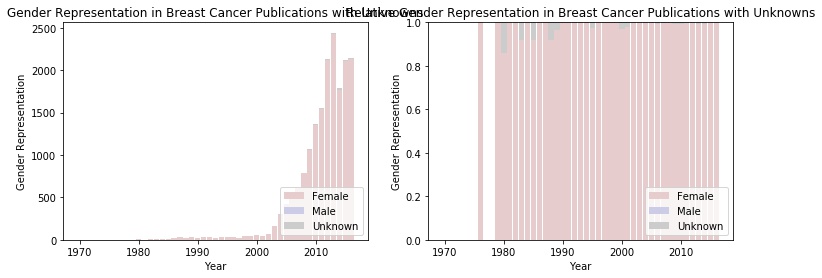 Gender Representation in Breast Cancer Publications with Unknowns
2500
2000
1500
1000
500
0
Gender Representation
1970 1980 1990 2000 2010
Year
Female
Male
Unknown
Relative Gender Representation in Breast Cancer Publications with Unknowns
1.0
0.8
0.6
0.4
0.2
0.0
Gender Representation
1970 1980 1990 2000 2010
Year
Female
Male
Unknown